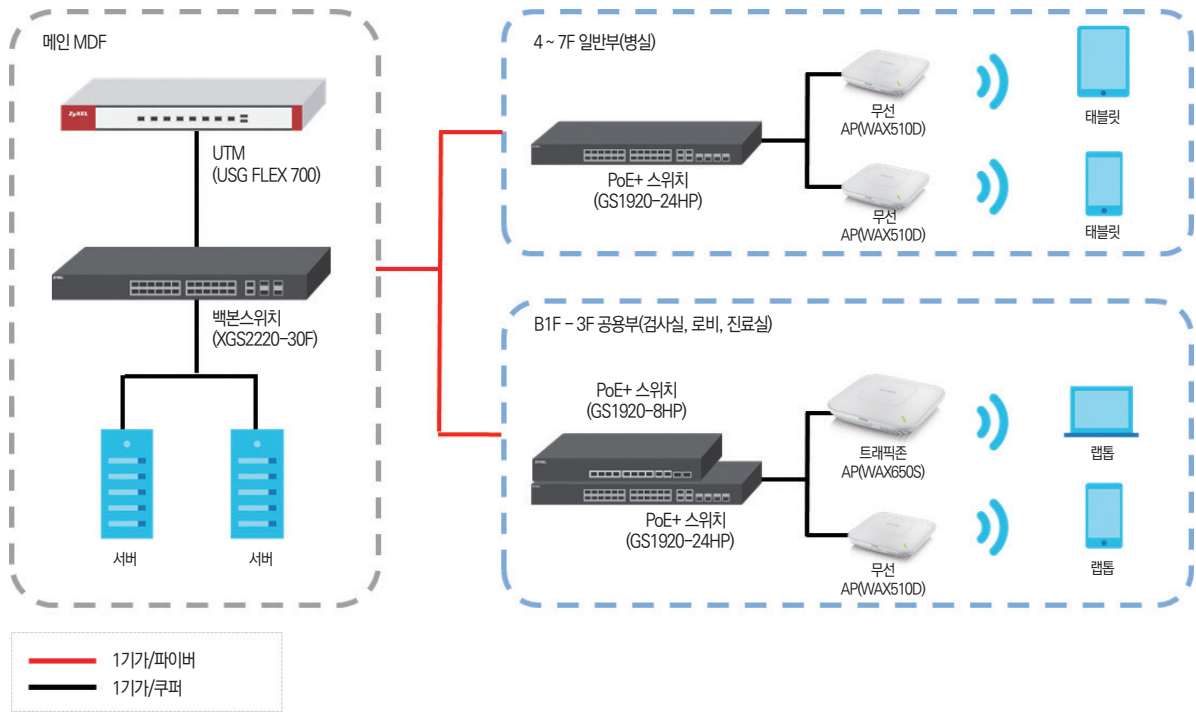 메인 MDF
ZyXEL
UTM
(USG FLEX 700)
백본스위치
(XGS2220-30F)
서버
서버
4 ~ 7F 일반부(병실)
PoE+ 스위치
(GS1920-24HP)
무선
AP(WAX510D)
태블릿
무선
AP(WAX510D)
태블릿
B1F - 3F 공용부(검사실, 로비, 진료실)
PoE+ 스위치
(GS1920-8HP)
PoE+ 스위치
(GS1920-24HP)
트래픽존
AP(WAX650S)
랩톱
무선
AP(WAX510D)
랩톱
1기가/파이버
1기가/쿠퍼